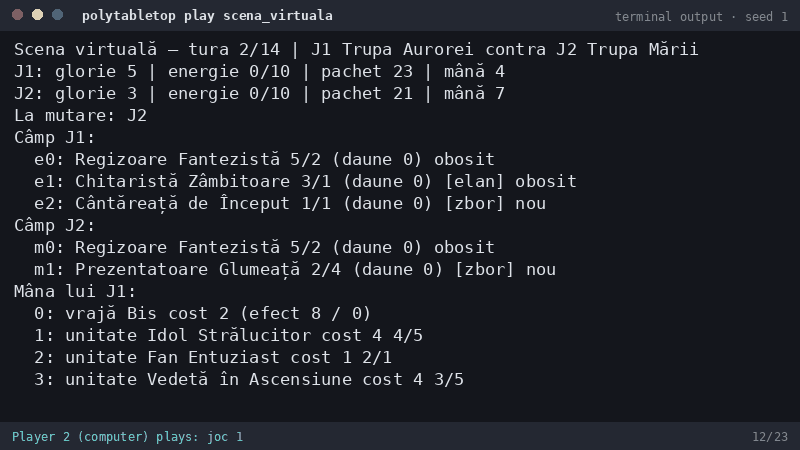 polytabletop play scena_virtuala
terminal output · seed 1
Scena virtuală — tura 2/14 | J1 Trupa Aurorei contra J2 Trupa Mării
J1: glorie 5 | energie 0/10 | pachet 23 | mână 4
J2: glorie 3 | energie 0/10 | pachet 21 | mână 7
La mutare: J2
Câmp J1:
e0: Regizoare Fantezistă 5/2 (daune 0) obosit
e1: Chitaristă Zâmbitoare 3/1 (daune 0) [elan] obosit
e2: Cântăreață de Început 1/1 (daune 0) [zbor] nou
Câmp J2:
m0: Regizoare Fantezistă 5/2 (daune 0) obosit
m1: Prezentatoare Glumeață 2/4 (daune 0) [zbor] nou
Mâna lui J1:
0: vrajă Bis cost 2 (efect 8 / 0)
1: unitate Idol Strălucitor cost 4 4/5
2: unitate Fan Entuziast cost 1 2/1
3: unitate Vedetă în Ascensiune cost 4 3/5
Player 2 (computer) plays: joc 1
12/23